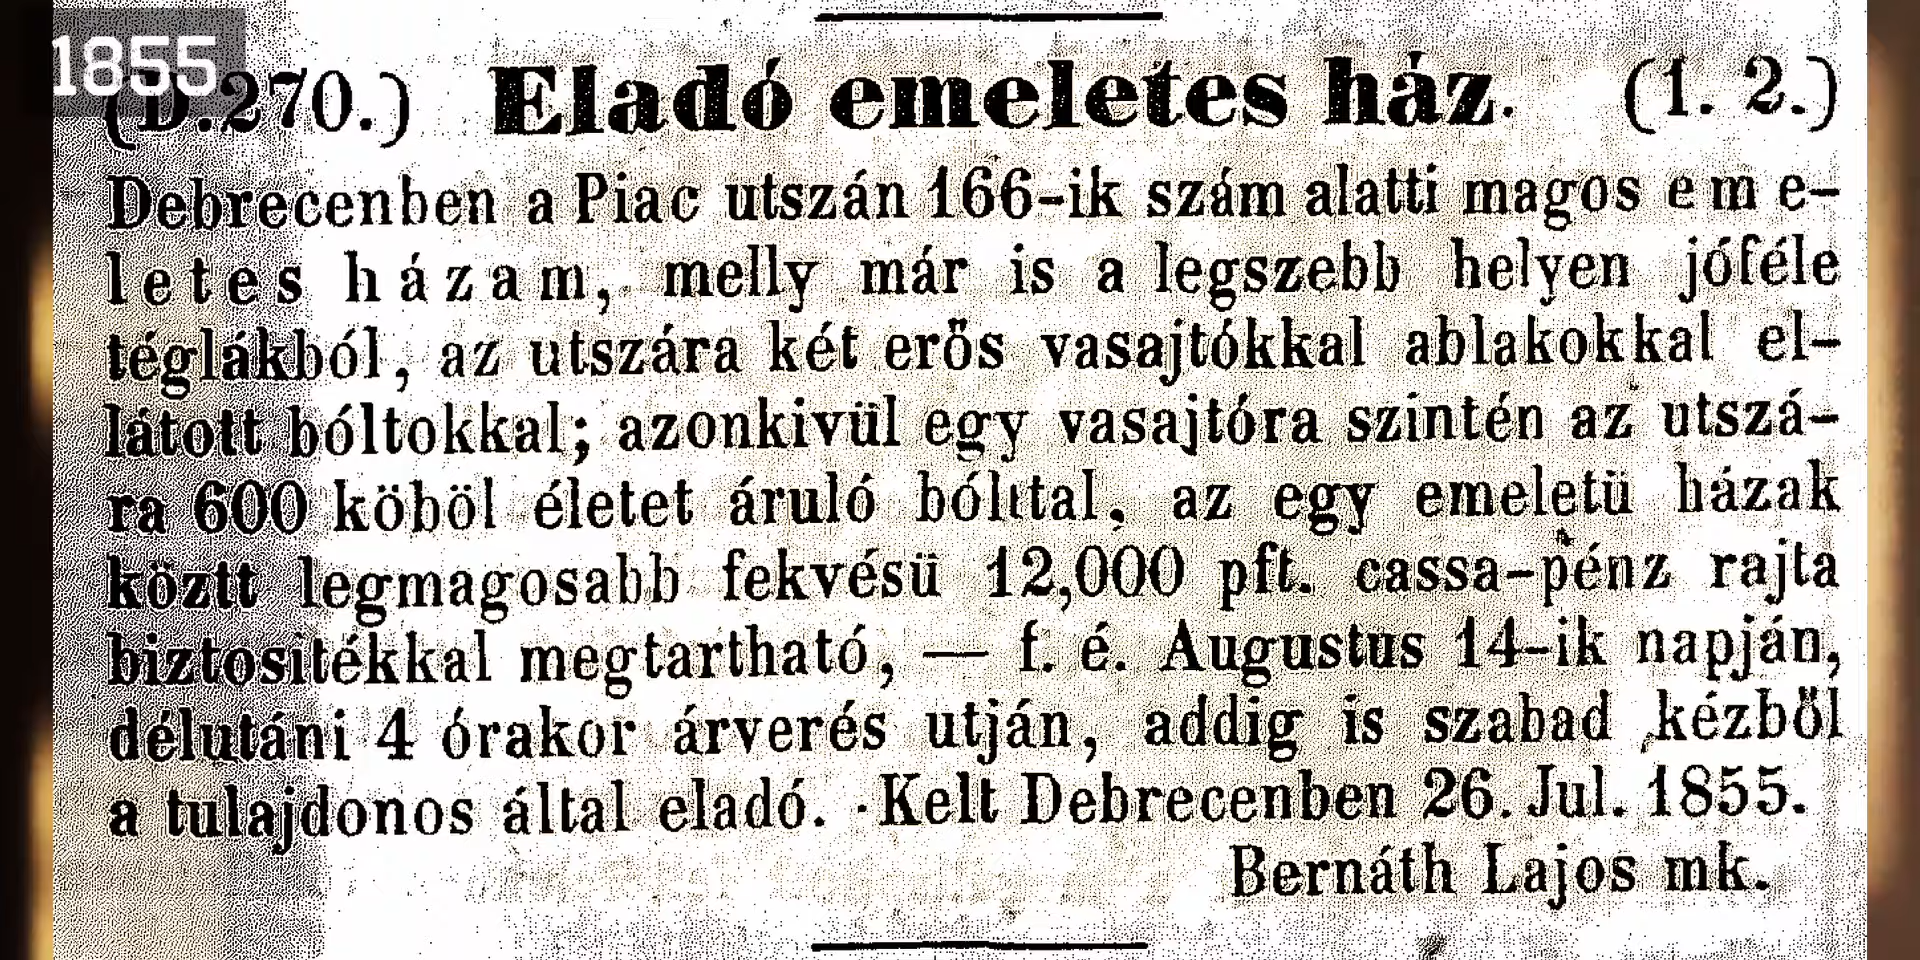 1855
(D.270.) Eladó emeletes ház. (1. 2.)
Debrecenben a Piac utszán 166-ik szám alatti magos eme-
letes házam, melly már is a legszebb helyen jóféle
téglákból, az utszára két erős vasajtókkal ablakokkal el-
látott bóltokkal; azonkivül egy vasajtóra szintén az utszá-
ra 600 köböl életet áruló bólttal, az egy emeletü házak
köztt legmagosabb fekvésü 12,000 pft. cassa-pénz rajta
biztositékkal megtartható, — f. é. Augustus 14-ik napján,
délutáni 4 órakor árverés utján, addig is szabad kézből
a tulajdonos által eladó. Kelt Debrecenben 26. Jul. 1855.
Bernáth Lajos mk.